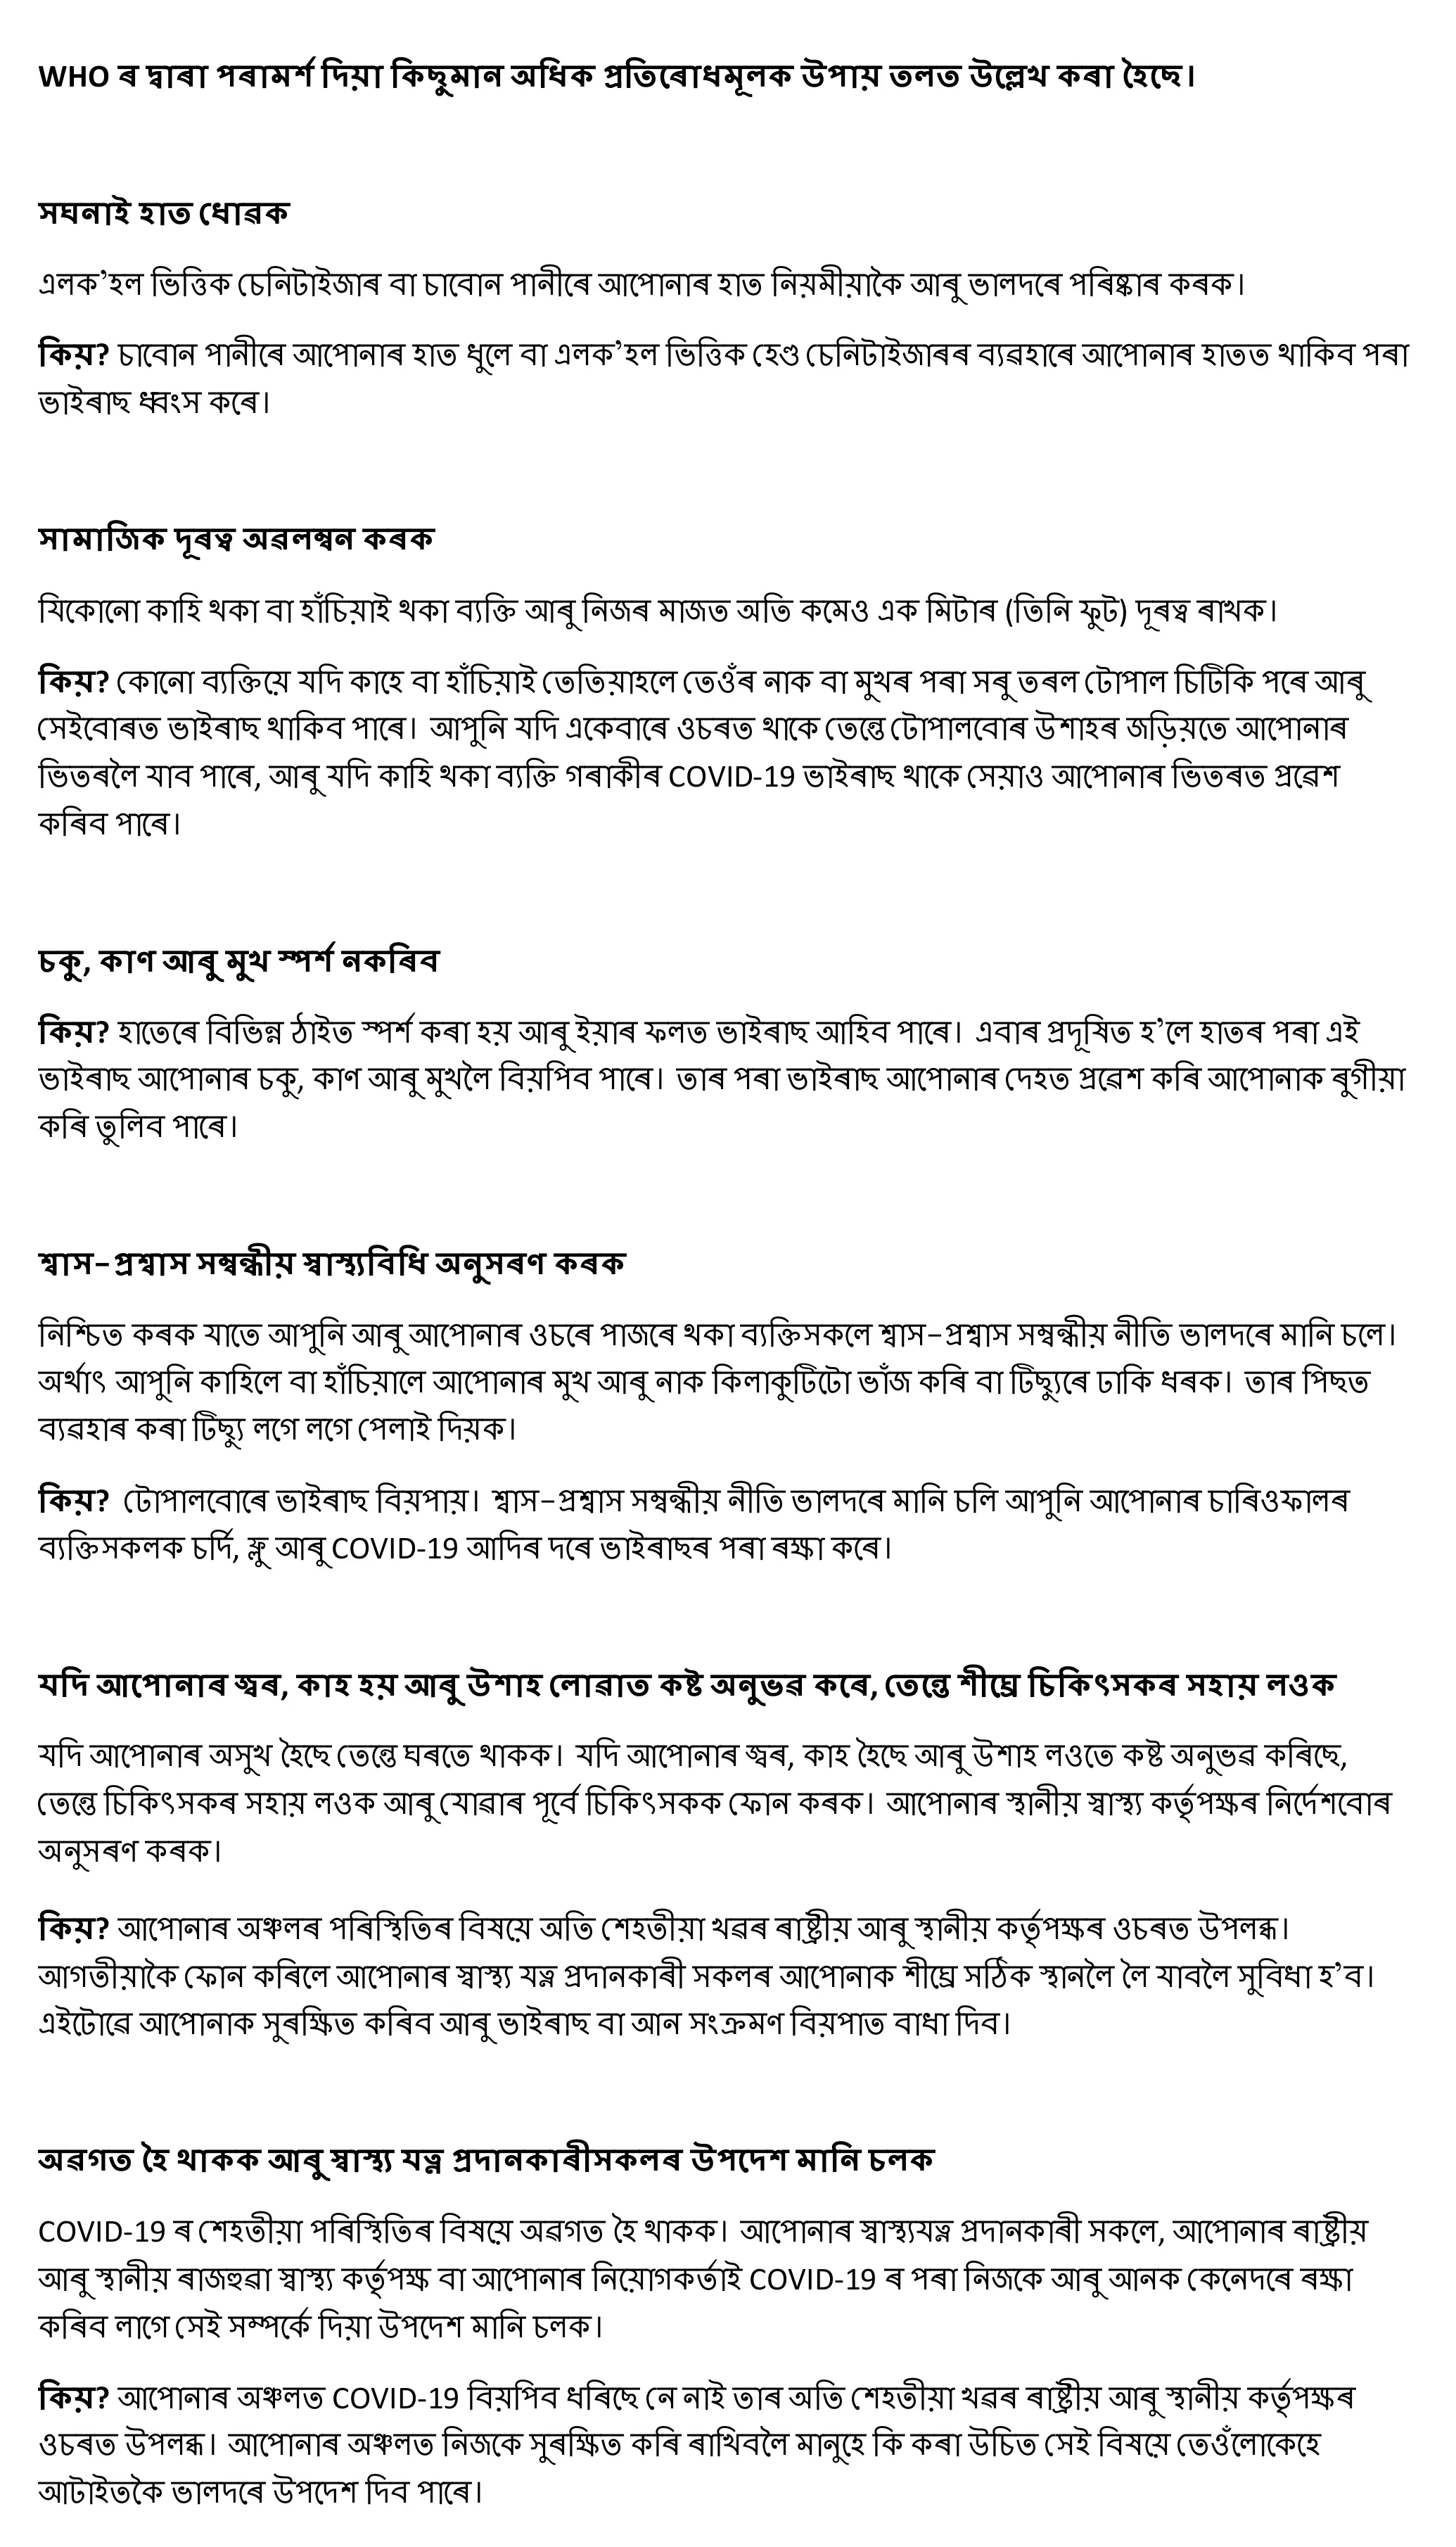 WHO ৰ দ্বাৰা পৰামৰ্শ দিয়া কিছুমান অধিক প্ৰতিৰোধমূলক উপায় তলত উল্লেখ কৰা হৈছে।
সঘনাই হাত ধোৱক
এলক’হল ভিত্তিক চেনিটাইজাৰ বা চাবোন পানীৰে আপোনাৰ হাত নিয়মীয়াকৈ আৰু ভালদৰে পৰিষ্কাৰ কৰক।
কিয়? চাবোন পানীৰে আপোনাৰ হাত ধুলে বা এলক’হল ভিত্তিক হেণ্ড চেনিটাইজাৰৰ ব্যৱহাৰে আপোনাৰ হাতত থাকিব পৰা
ভাইৰাছ ধ্বংস কৰে।
সামাজিক দূৰত্ব অৱলম্বন কৰক
যিকোনো কাহি থকা বা হাঁচিয়াই থকা ব্যক্তি আৰু নিজৰ মাজত অতি কমেও এক মিটাৰ (তিনি ফুট) দূৰত্ব ৰাখক।
কিয়? কোনো ব্যক্তিয়ে যদি কাহে বা হাঁচিয়াই তেতিয়াহলে তেওঁৰ নাক বা মুখৰ পৰা সৰু তৰল টোপাল চিটিকি পৰে আৰু
সেইবোৰত ভাইৰাছ থাকিব পাৰে। আপুনি যদি একেবাৰে ওচৰত থাকে তেন্তে টোপালবোৰ উশাহৰ জড়িয়তে আপোনাৰ
ভিতৰলৈ যাব পাৰে, আৰু যদি কাহি থকা ব্যক্তি গৰাকীৰ COVID-19 ভাইৰাছ থাকে সেয়াও আপোনাৰ ভিতৰত প্ৰৱেশ
কৰিব পাৰে।
চকু, কাণ আৰু মুখ স্পৰ্শ নকৰিব
কিয়? হাতেৰে বিভিন্ন ঠাইত স্পৰ্শ কৰা হয় আৰু ইয়াৰ ফলত ভাইৰাছ আহিব পাৰে। এবাৰ প্ৰদূষিত হ’লে হাতৰ পৰা এই
ভাইৰাছ আপোনাৰ চকু, কাণ আৰু মুখলৈ বিয়পিব পাৰে। তাৰ পৰা ভাইৰাছ আপোনাৰ দেহত প্ৰৱেশ কৰি আপোনাক ৰুগীয়া
কৰি তুলিব পাৰে।
শ্বাস–প্ৰশ্বাস সম্বন্ধীয় স্বাস্থ্যবিধি অনুসৰণ কৰক
নিশ্চিত কৰক যাতে আপুনি আৰু আপোনাৰ ওচৰে পাজৰে থকা ব্যক্তিসকলে শ্বাস–প্ৰশ্বাস সম্বন্ধীয় নীতি ভালদৰে মানি চলে।
অৰ্থাৎ আপুনি কাহিলে বা হাঁচিয়ালে আপোনাৰ মুখ আৰু নাক কিলাকুটিটো ভাঁজ কৰি বা টিছ্যুৰে ঢাকি ধৰক। তাৰ পিছত
ব্যৱহাৰ কৰা টিছ্যু লগে লগে পেলাই দিয়ক।
কিয়? টোপালবোৰে ভাইৰাছ বিয়পায়। শ্বাস–প্ৰশ্বাস সম্বন্ধীয় নীতি ভালদৰে মানি চলি আপুনি আপোনাৰ চাৰিওফালৰ
ব্যক্তিসকলক চৰ্দি, ফ্লু আৰু COVID-19 আদিৰ দৰে ভাইৰাছৰ পৰা ৰক্ষা কৰে।
যদি আপোনাৰ জ্বৰ, কাহ হয় আৰু উশাহ লোৱাত কষ্ট অনুভৱ কৰে, তেন্তে শীঘ্ৰে চিকিৎসকৰ সহায় লওক
যদি আপোনাৰ অসুখ হৈছে তেন্তে ঘৰতে থাকক। যদি আপোনাৰ জ্বৰ, কাহ হৈছে আৰু উশাহ লওতে কষ্ট অনুভৱ কৰিছে,
তেন্তে চিকিৎসকৰ সহায় লওক আৰু যোৱাৰ পূৰ্বে চিকিৎসকক ফোন কৰক। আপোনাৰ স্থানীয় স্বাস্থ্য কৰ্তৃপক্ষৰ নিৰ্দেশবোৰ
অনুসৰণ কৰক।
কিয়? আপোনাৰ অঞ্চলৰ পৰিস্থিতিৰ বিষয়ে অতি শেহতীয়া খৱৰ ৰাষ্ট্ৰীয় আৰু স্থানীয় কৰ্তৃপক্ষৰ ওচৰত উপলব্ধ।
আগতীয়াকৈ ফোন কৰিলে আপোনাৰ স্বাস্থ্য যত্ন প্ৰদানকাৰী সকলৰ আপোনাক শীঘ্ৰে সঠিক স্থানলৈ লৈ যাবলৈ সুবিধা হ’ব।
এইটোৱে আপোনাক সুৰক্ষিত কৰিব আৰু ভাইৰাছ বা আন সংক্ৰমণ বিয়পাত বাধা দিব।
অৱগত হৈ থাকক আৰু স্বাস্থ্য যত্ন প্ৰদানকাৰীসকলৰ উপদেশ মানি চলক
COVID-19 ৰ শেহতীয়া পৰিস্থিতিৰ বিষয়ে অৱগত হৈ থাকক। আপোনাৰ স্বাস্থ্যযত্ন প্ৰদানকাৰী সকলে, আপোনাৰ ৰাষ্ট্ৰীয়
আৰু স্থানীয় ৰাজহুৱা স্বাস্থ্য কৰ্তৃপক্ষ বা আপোনাৰ নিয়োগকৰ্তাই COVID-19 ৰ পৰা নিজকে আৰু আনক কেনেদৰে ৰক্ষা
কৰিব লাগে সেই সম্পৰ্কে দিয়া উপদেশ মানি চলক।
কিয়? আপোনাৰ অঞ্চলত COVID-19 বিয়পিব ধৰিছে নে নাই তাৰ অতি শেহতীয়া খৱৰ ৰাষ্ট্ৰীয় আৰু স্থানীয় কৰ্তৃপক্ষৰ
ওচৰত উপলব্ধ। আপোনাৰ অঞ্চলত নিজকে সুৰক্ষিত কৰি ৰাখিবলৈ মানুহে কি কৰা উচিত সেই বিষয়ে তেওঁলোকেহে
আটাইতকৈ ভালদৰে উপদেশ দিব পাৰে।